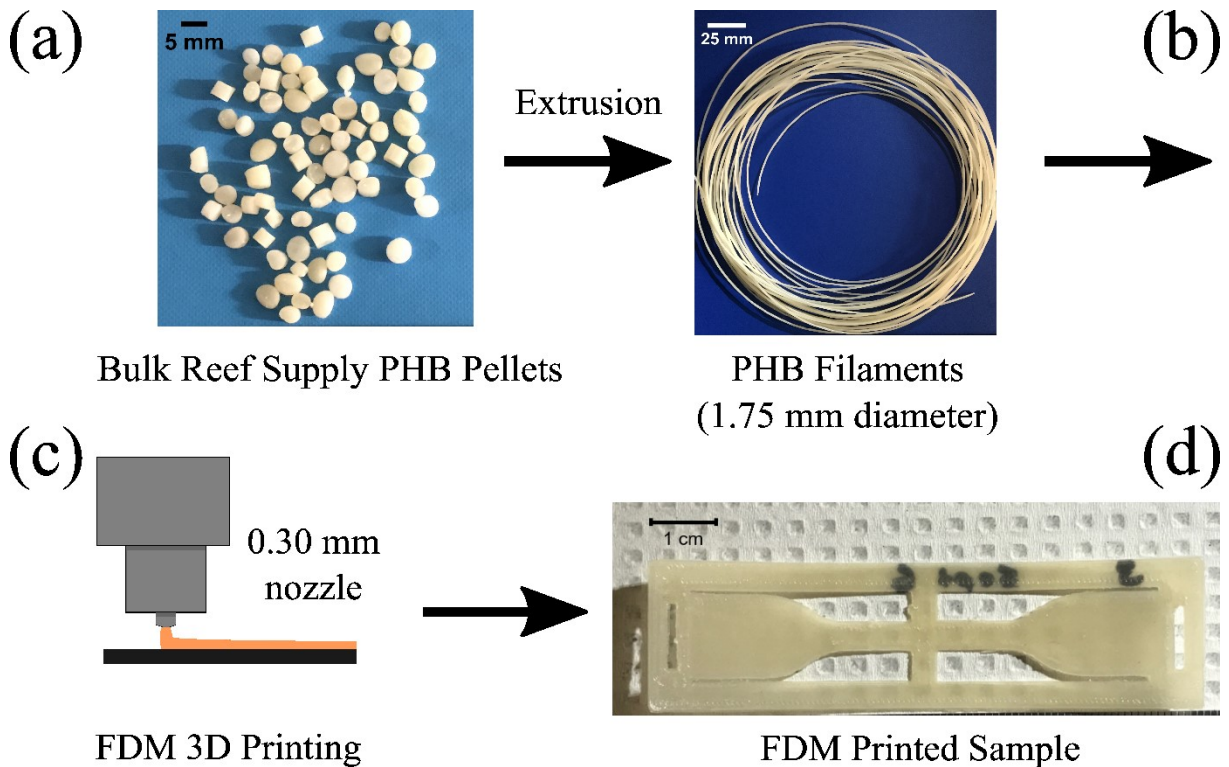 (a)
5 mm
Extrusion
25 mm
(b)
Bulk Reef Supply PHB Pellets
PHB Filaments
(1.75 mm diameter)
(c)
0.30 mm
nozzle
(d)
1 cm
FDM 3D Printing
FDM Printed Sample